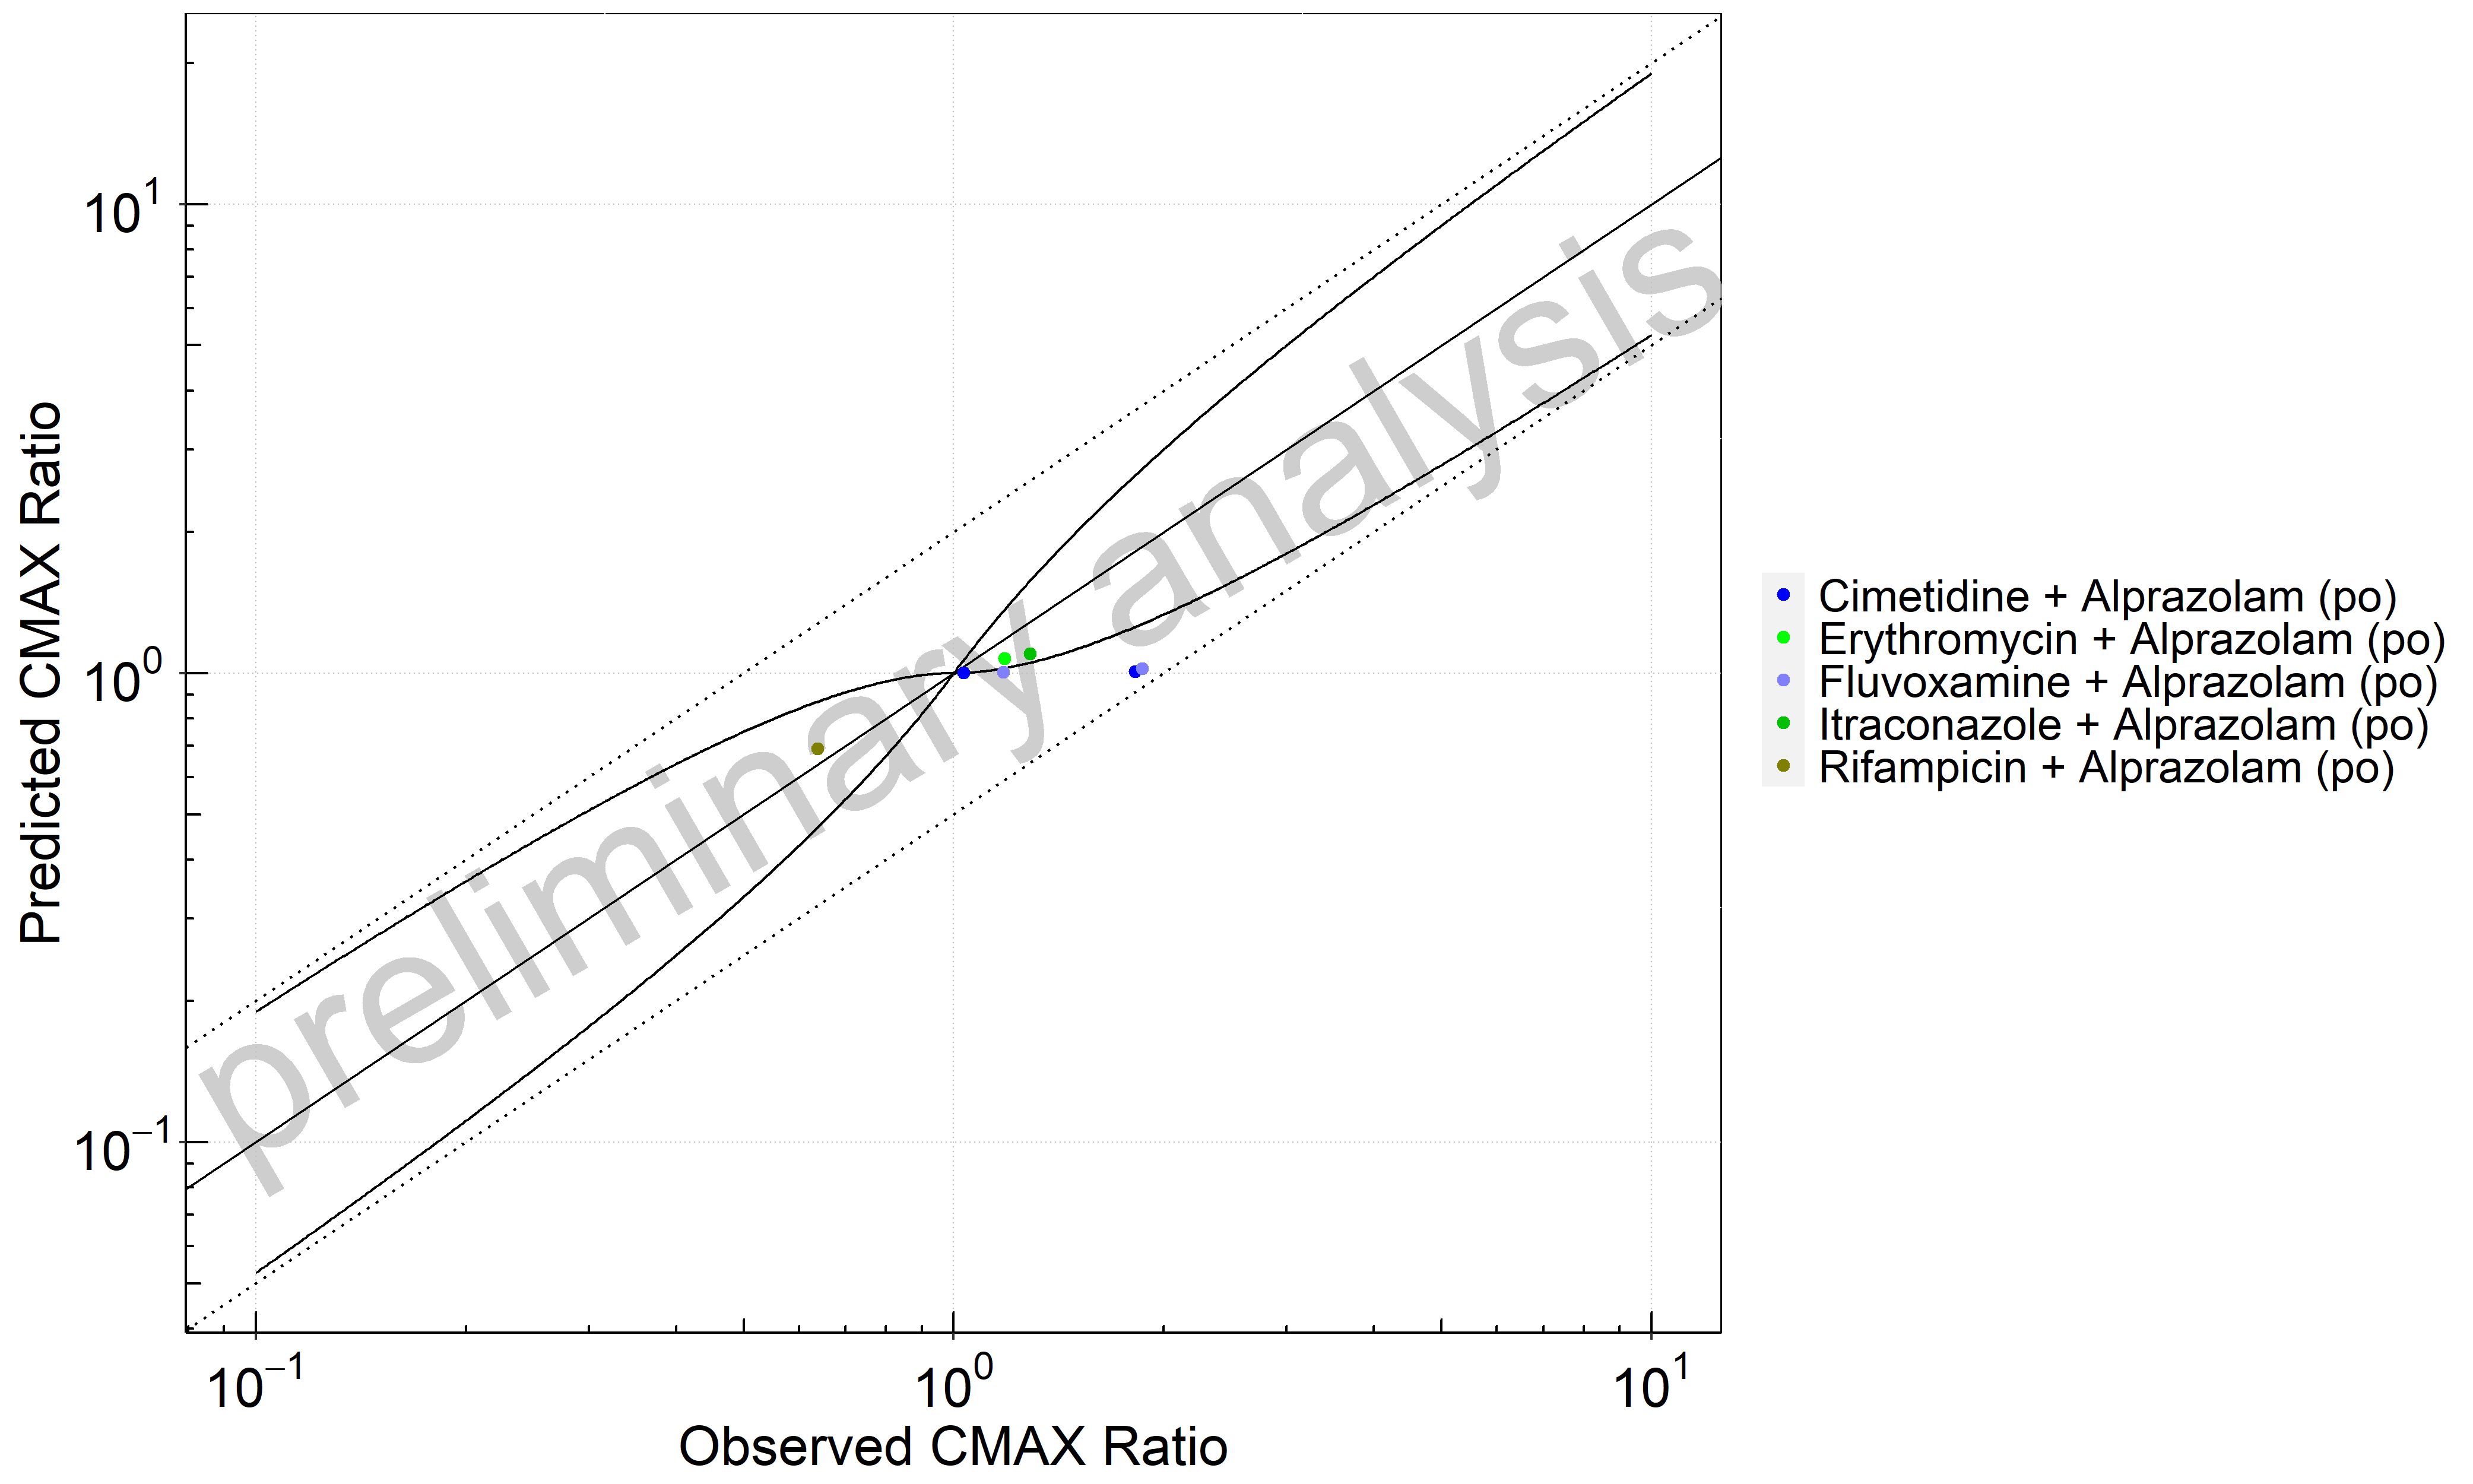 Predicted CMAX Ratio
10¹
10⁰
10⁻¹
preliminary analysis
10⁻¹
10⁰
10¹
Observed CMAX Ratio
Cimetidine + Alprazolam (po)
Erythromycin + Alprazolam (po)
Fluvoxamine + Alprazolam (po)
Itraconazole + Alprazolam (po)
Rifampicin + Alprazolam (po)